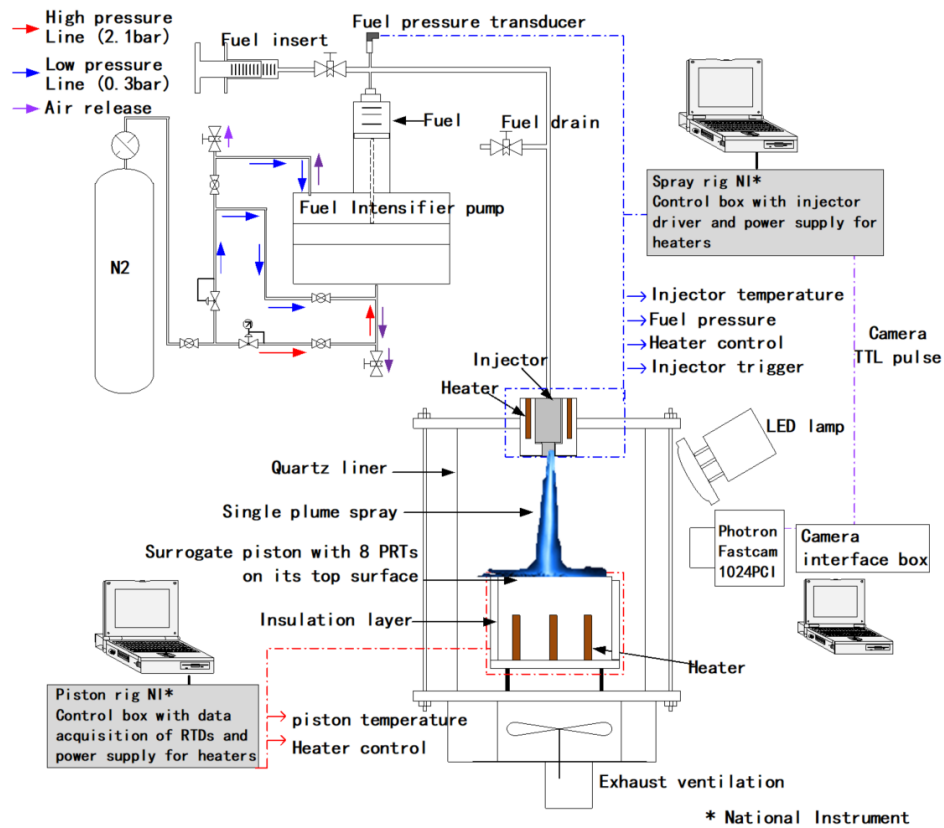 High pressure
Line (2.1bar)
Low pressure
Line (0.3bar)
Air release
Fuel insert
Fuel pressure transducer
Fuel
Fuel drain
Fuel Intensifier pump
N2
Spray rig NI*
Control box with injector
driver and power supply for
heaters
Injector temperature
Fuel pressure
Heater control
Injector trigger
Camera
TTL pulse
Injector
Heater
LED lamp
Quartz liner
Single plume spray
Photron
Fastcam
1024PCI
Camera
interface box
Surrogate piston with 8 PRTs
on its top surface
Insulation layer
Heater
Piston rig NI*
Control box with data
acquisition of RTDs and
power supply for heaters
piston temperature
Heater control
Exhaust ventilation
* National Instrument